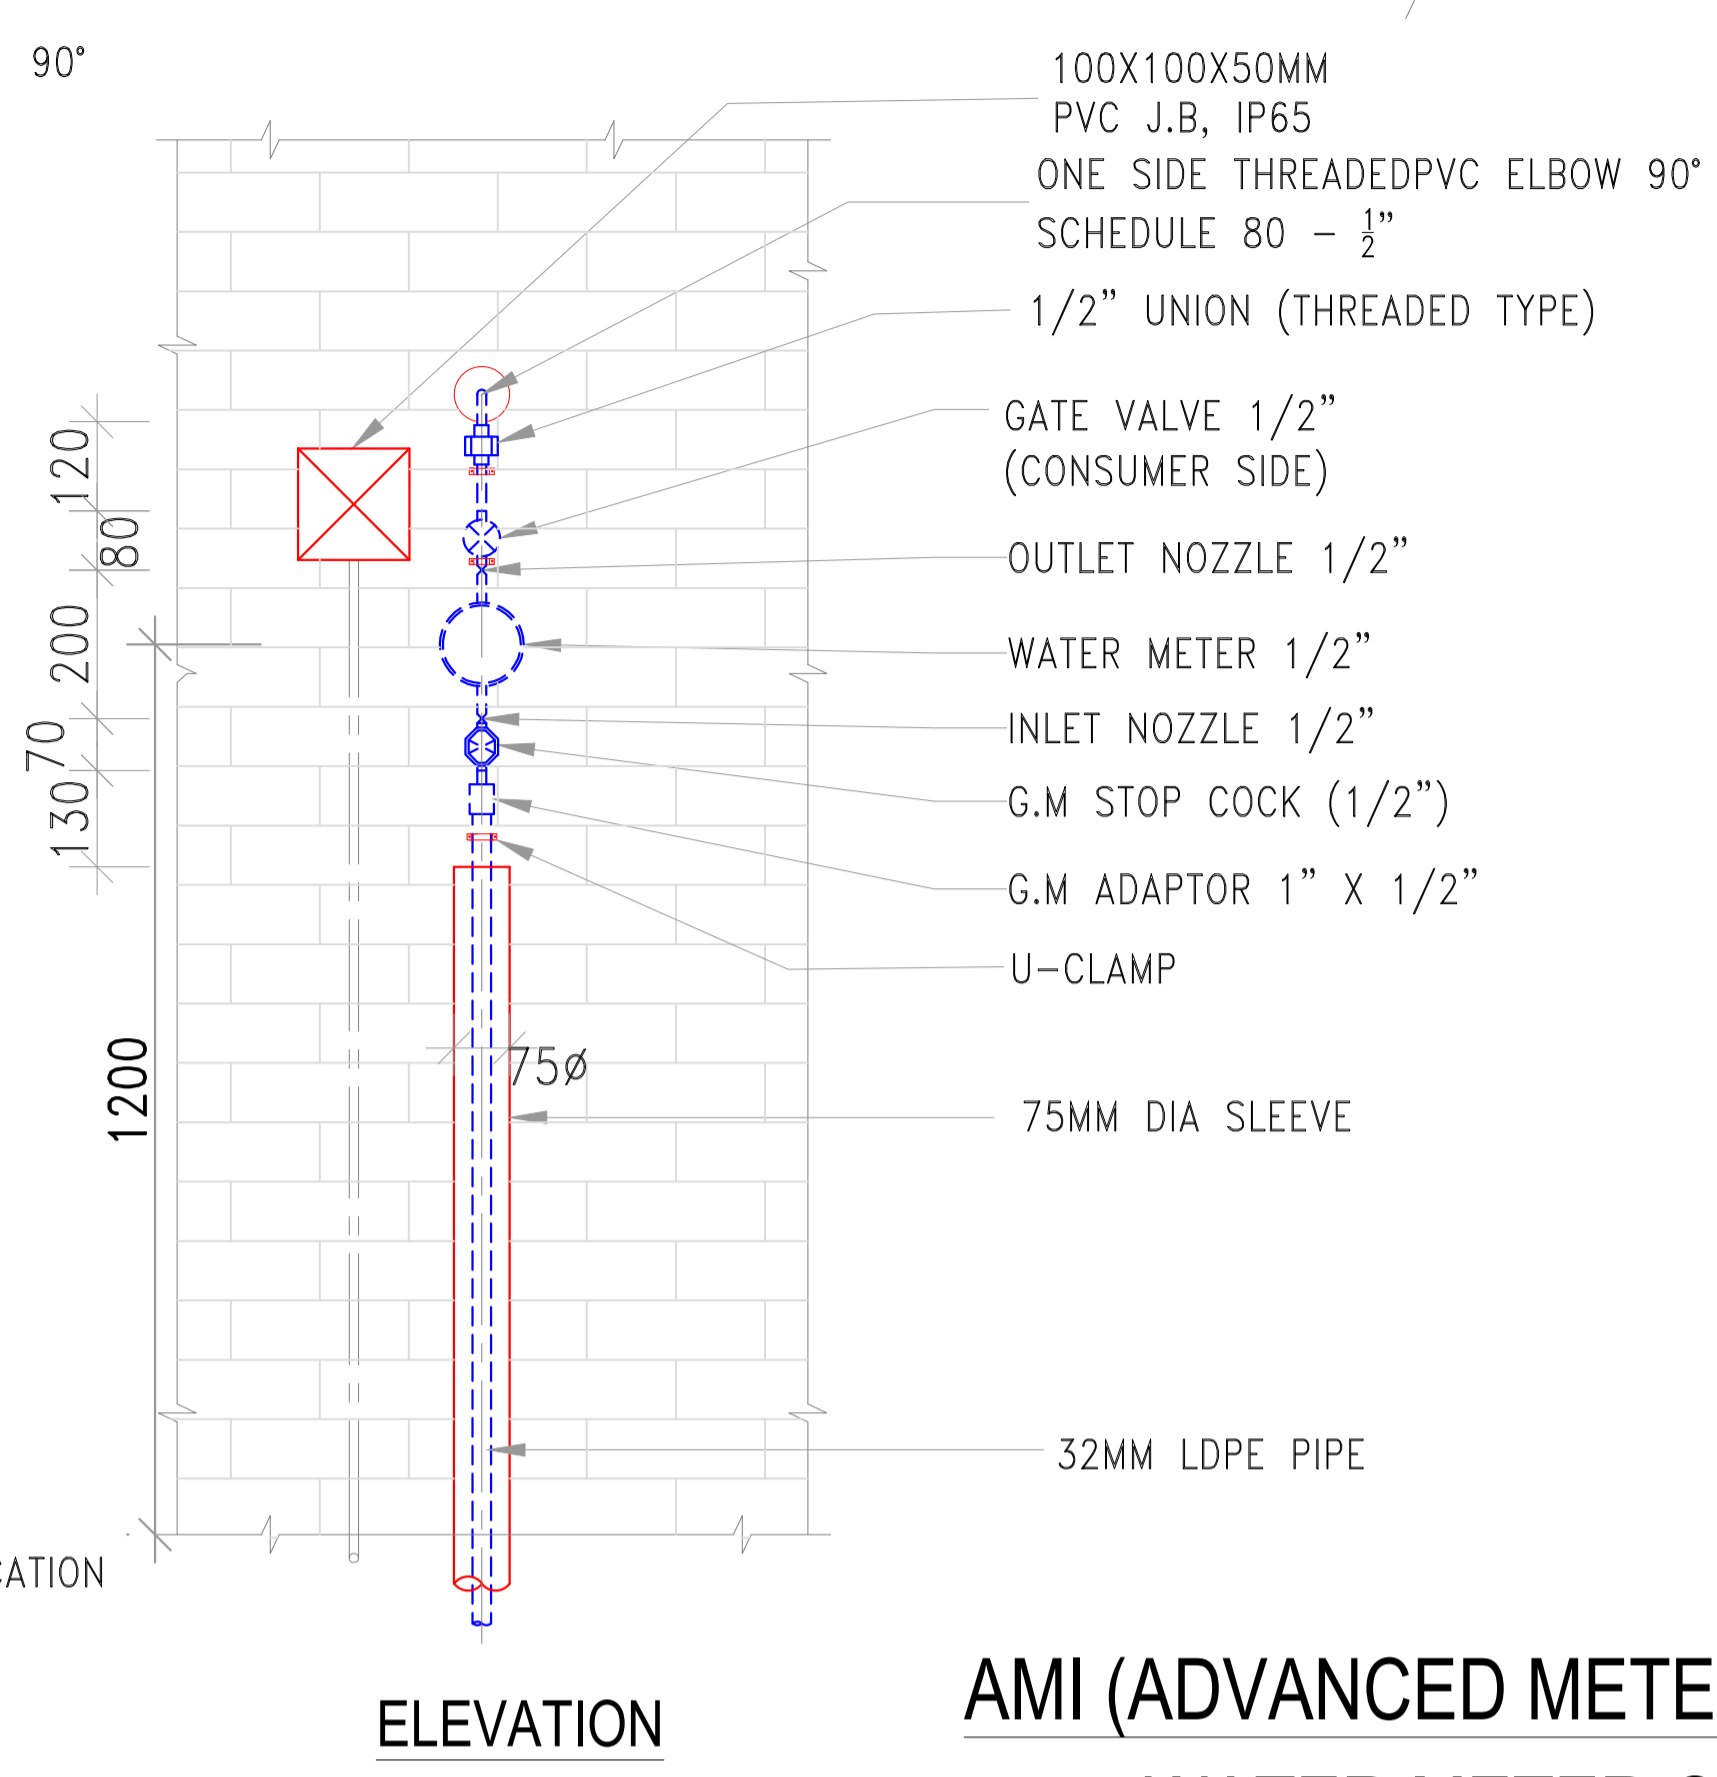 90°
100X100X50MM
PVC J.B, IP65
ONE SIDE THREADEDPVC ELBOW 90°
SCHEDULE 80 - ½”
1/2” UNION (THREADED TYPE)
GATE VALVE 1/2”
(CONSUMER SIDE)
OUTLET NOZZLE 1/2”
WATER METER 1/2”
INLET NOZZLE 1/2”
G.M STOP COCK (1/2”)
G.M ADAPTOR 1” X 1/2”
U-CLAMP
75MM DIA SLEEVE
32MM LDPE PIPE
120
80
200
70
130
1200
75ø
CATION
ELEVATION
AMI (ADVANCED METE